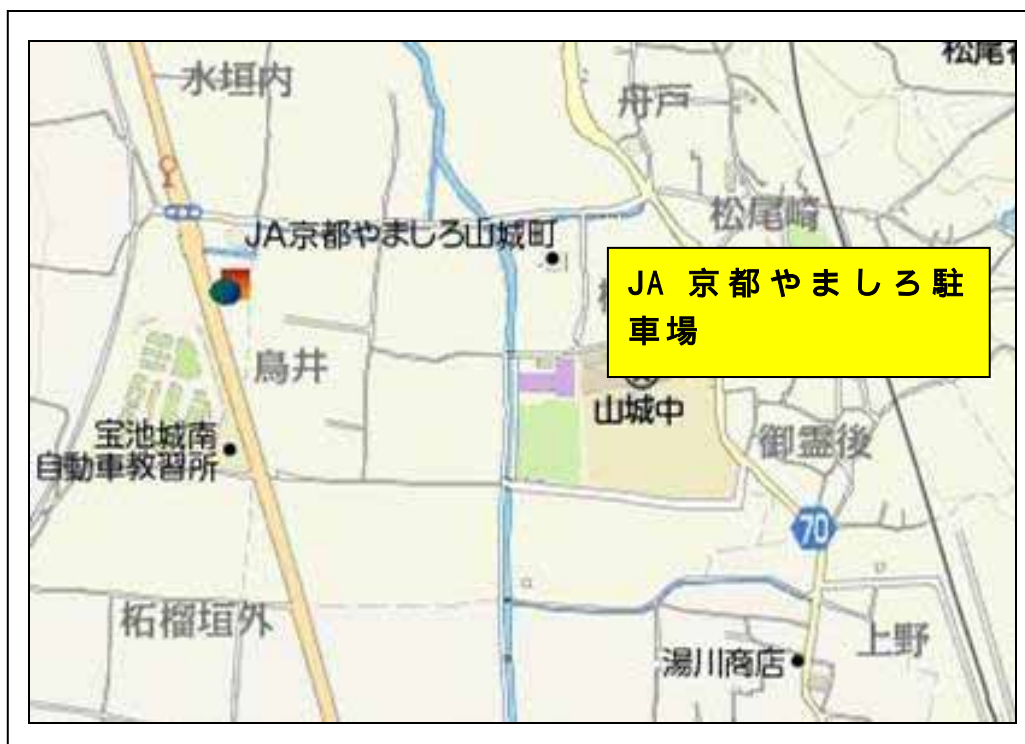 松尾
水垣内
舟戸
松尾崎
JA京都やましろ山城町
JA 京都やましろ駐
車場
鳥井
山城中
宝池城南
自動車教習所
御霊後
70
柘榴垣外
湯川商店
上野